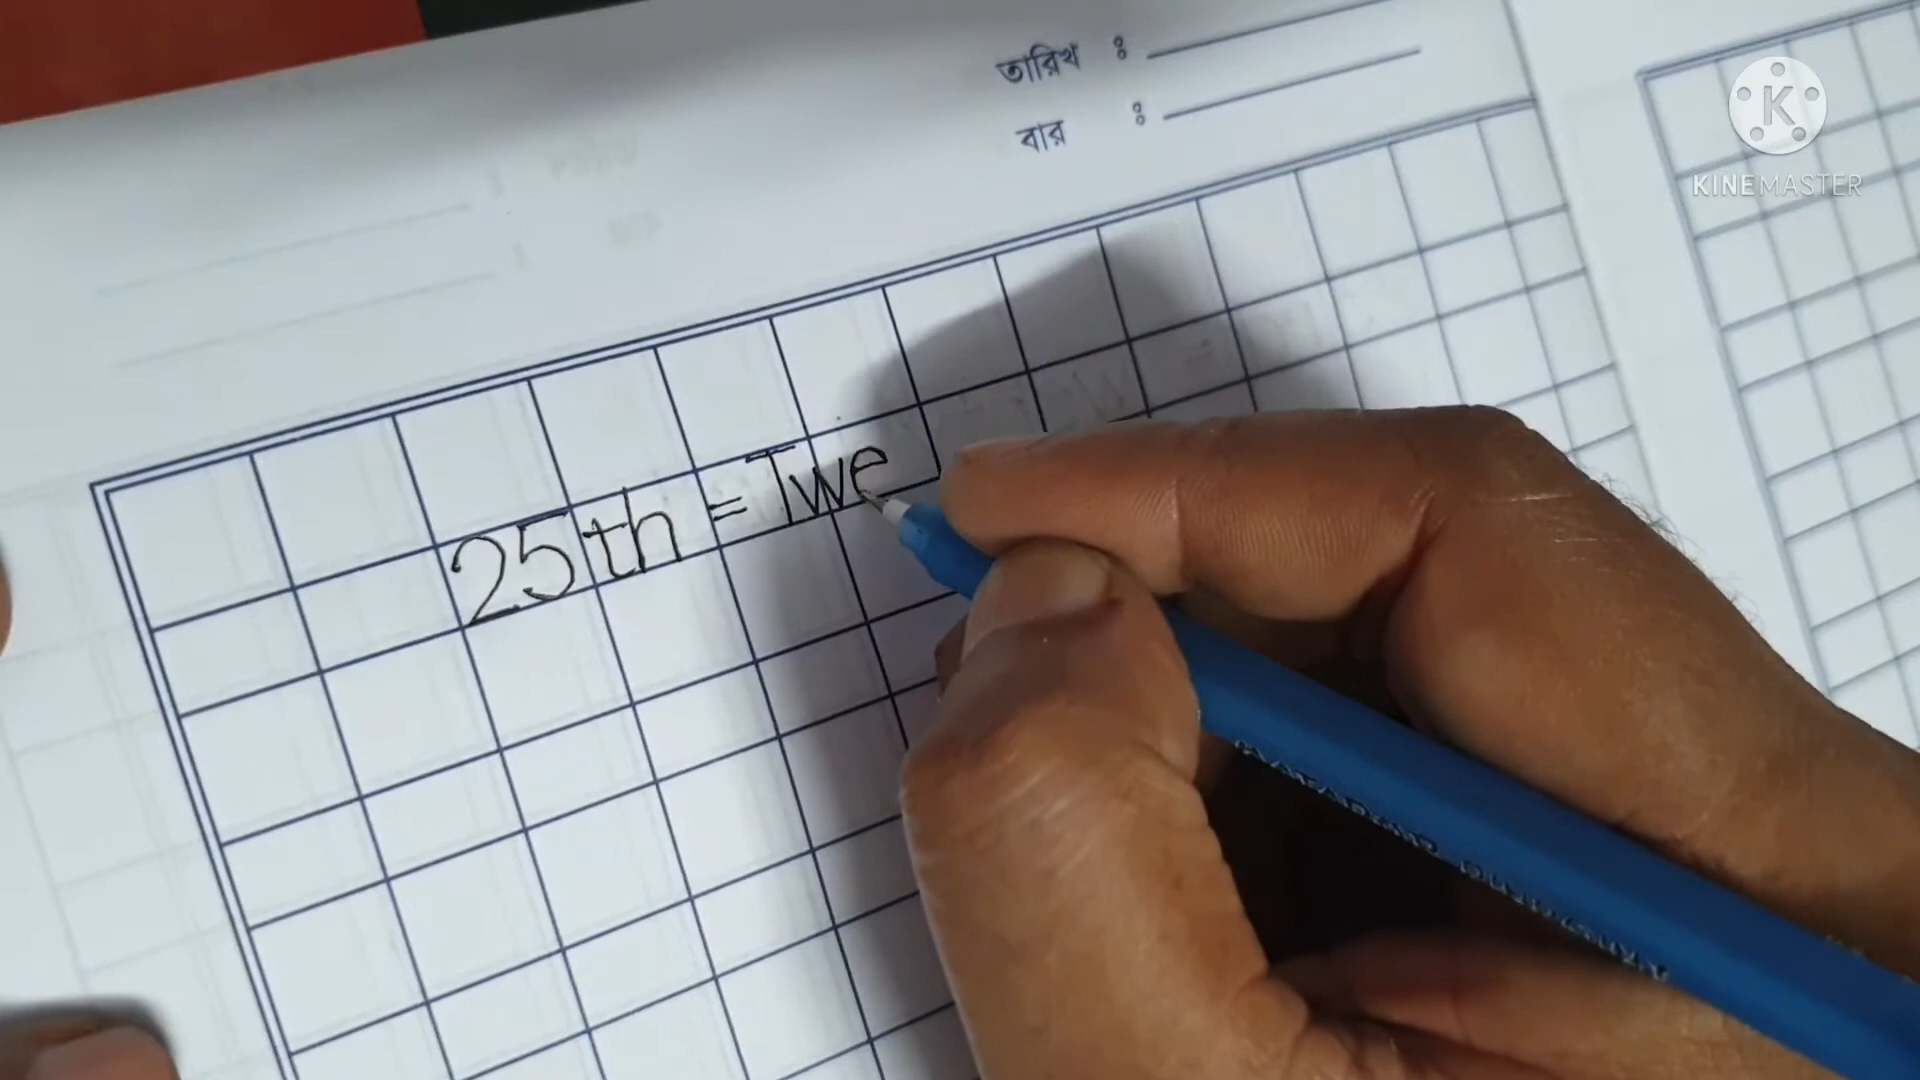 তারিখ :
বার :
KINEMASTER
25th = Twe